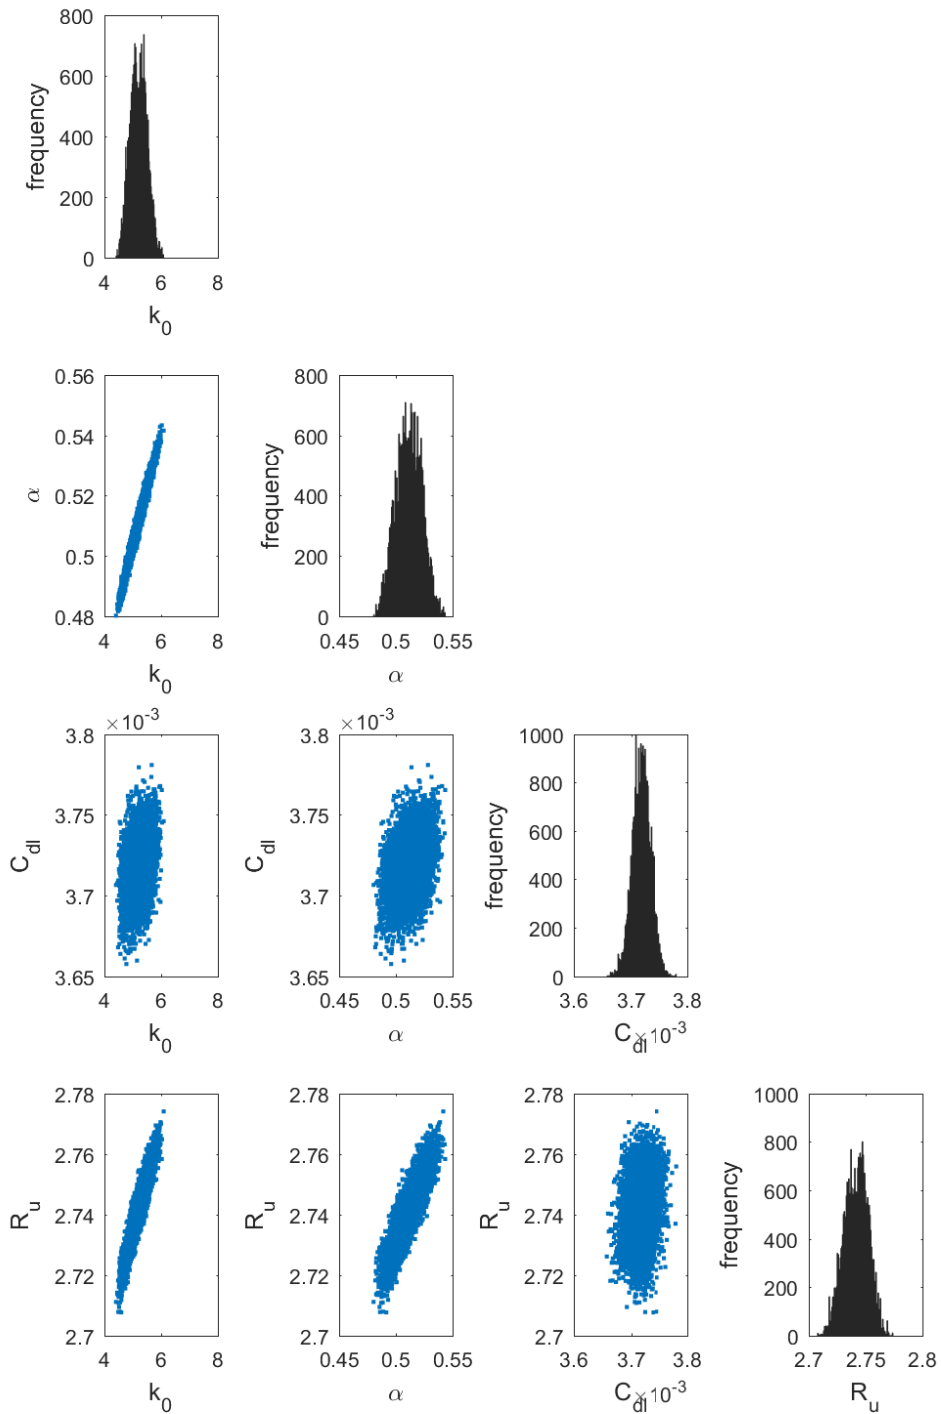 800
600
400
200
0
frequency
4 6 8
k0
0.56
0.54
0.52
0.5
0.48
α
4 6 8
k0
800
600
400
200
0
frequency
0.45 0.5 0.55
α
×10-3
3.8
3.75
3.7
3.65
Cdl
4 6 8
k0
×10-3
3.8
3.75
3.7
3.65
Cdl
0.45 0.5 0.55
α
1000
800
600
400
200
0
frequency
3.6 3.7 3.8
Cdl ×10-3
2.78
2.76
2.74
2.72
2.7
Ru
4 6 8
k0
2.78
2.76
2.74
2.72
2.7
Ru
0.45 0.5 0.55
α
2.78
2.76
2.74
2.72
2.7
Ru
3.6 3.7 3.8
Cdl ×10-3
1000
800
600
400
200
0
frequency
2.7 2.75 2.8
Ru